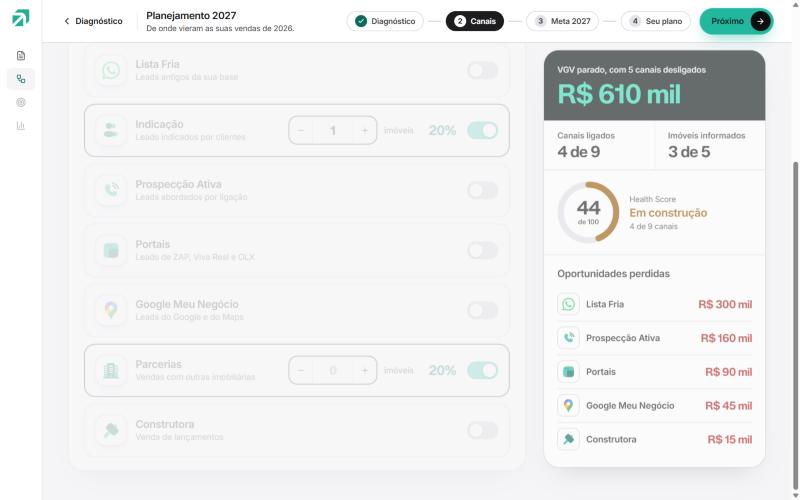 Diagnóstico
Planejamento 2027
De onde vieram as suas vendas de 2026.
Diagnóstico
2 Canais
3 Meta 2027
4 Seu plano
Próximo
Lista Fria
Leads antigos da sua base
Indicação
Leads indicados por clientes
− 1 + imóveis 20%
Prospecção Ativa
Leads abordados por ligação
Portais
Leads de ZAP, Viva Real e OLX
Google Meu Negócio
Leads do Google e do Maps
Parcerias
Vendas com outras imobiliárias
− 0 + imóveis 20%
Construtora
Venda de lançamentos
VGV parado, com 5 canais desligados
R$ 610 mil
Canais ligados
4 de 9
Imóveis informados
3 de 5
44
de 100
Health Score
Em construção
4 de 9 canais
Oportunidades perdidas
Lista Fria R$ 300 mil
Prospecção Ativa R$ 160 mil
Portais R$ 90 mil
Google Meu Negócio R$ 45 mil
Construtora R$ 15 mil